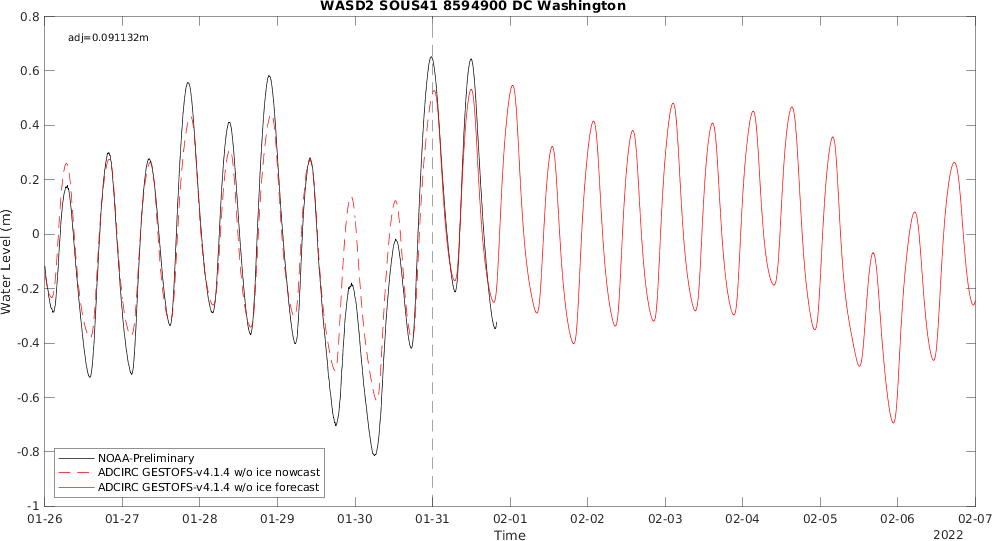 WASD2 SOUS41 8594900 DC Washington
adj=0.091132m
0.8
0.6
0.4
0.2
0
-0.2
-0.4
-0.6
-0.8
-1
Water Level (m)
NOAA-Preliminary
ADCIRC GESTOFS-v4.1.4 w/o ice nowcast
ADCIRC GESTOFS-v4.1.4 w/o ice forecast
01-26 01-27 01-28 01-29 01-30 01-31 02-01 02-02 02-03 02-04 02-05 02-06 02-07
Time
2022